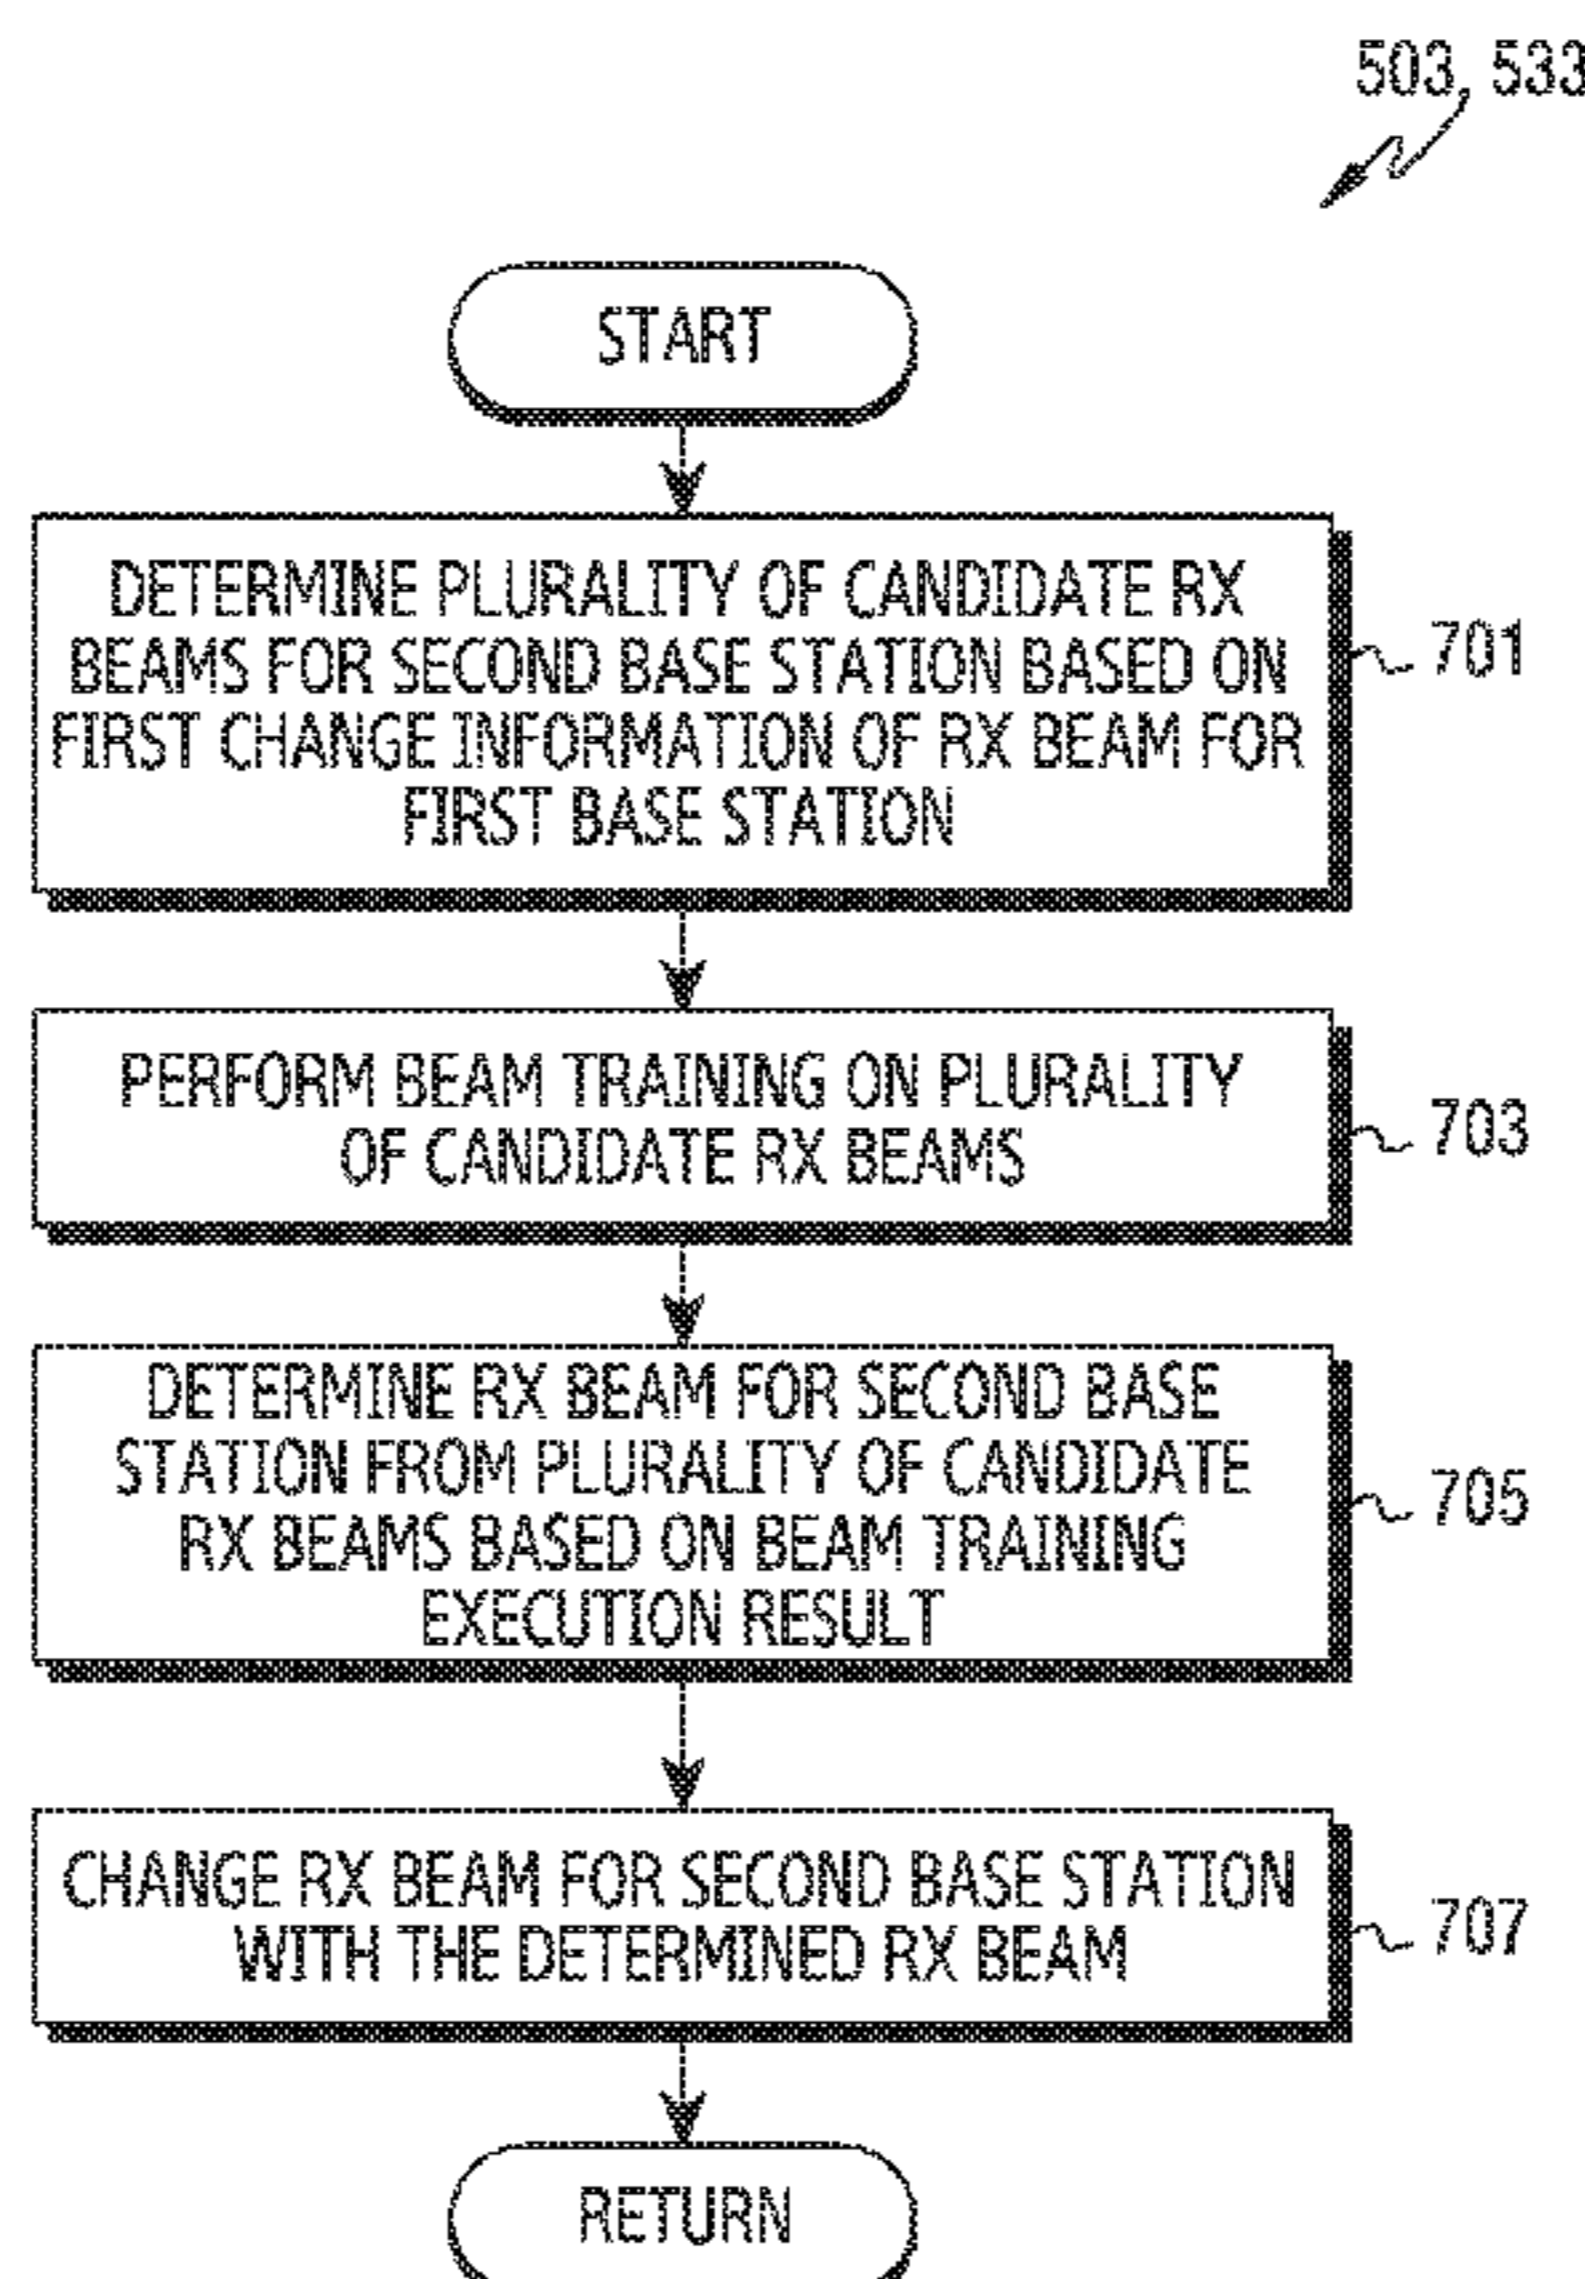 503, 533
START
DETERMINE PLURALITY OF CANDIDATE RX
BEAMS FOR SECOND BASE STATION BASED ON
FIRST CHANGE INFORMATION OF RX BEAM FOR
FIRST BASE STATION
701
PERFORM BEAM TRAINING ON PLURALITY
OF CANDIDATE RX BEAMS
703
DETERMINE RX BEAM FOR SECOND BASE
STATION FROM PLURALITY OF CANDIDATE
RX BEAMS BASED ON BEAM TRAINING
EXECUTION RESULT
705
CHANGE RX BEAM FOR SECOND BASE STATION
WITH THE DETERMINED RX BEAM
707
RETURN